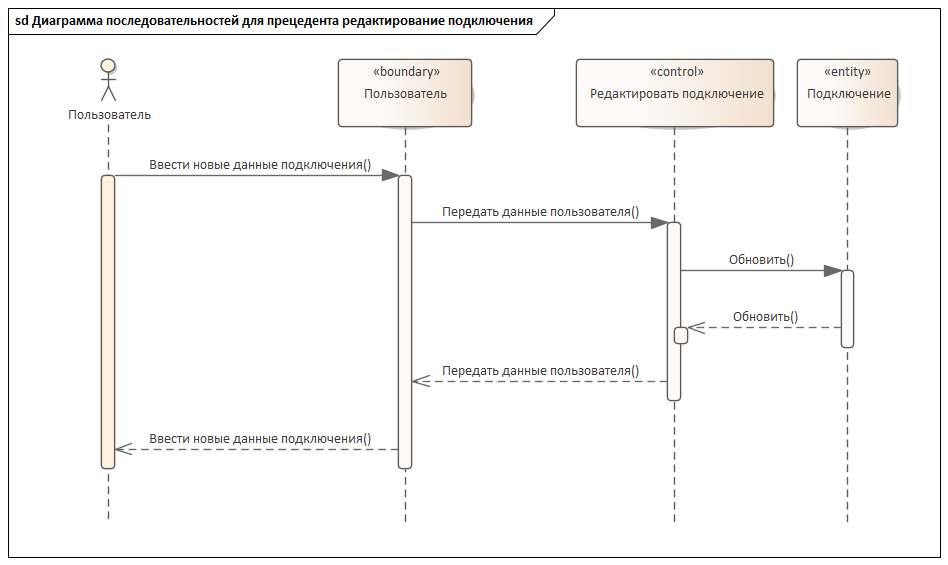 sd Диаграмма последовательностей для прецедента редактирование подключения
Пользователь
«boundary»
Пользователь
«control»
Редактировать подключение
«entity»
Подключение
Ввести новые данные подключения()
Передать данные пользователя()
Обновить()
Обновить()
Передать данные пользователя()
Ввести новые данные подключения()